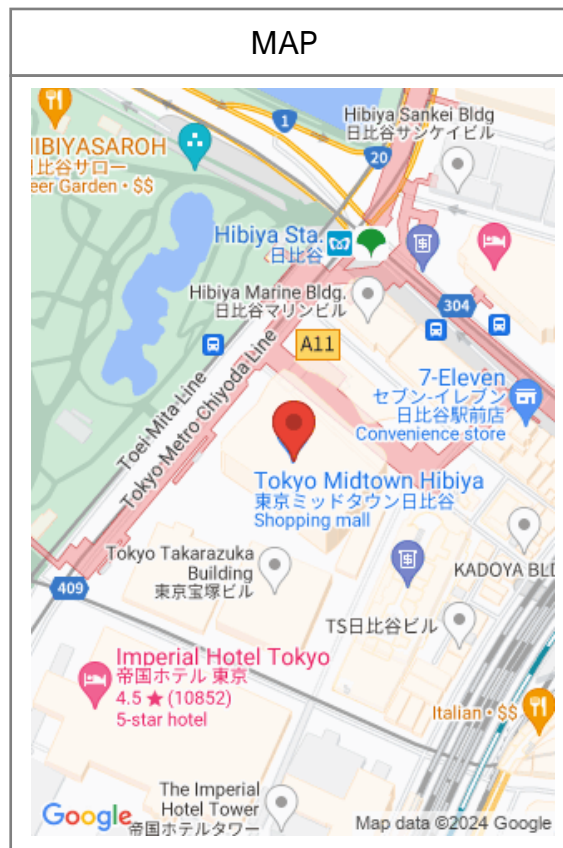 MAP
1
Hibiya Sankei Bldg
日比谷サンケイビル
20
HIBIYASAROH
日比谷サロー
eer Garden • $$
Hibiya Sta.
日比谷
Hibiya Marine Bldg.
日比谷マリンビル
304
A11
7-Eleven
セブン-イレブン
日比谷駅前店
Convenience store
Toei Mita Line
Tokyo Metro Chiyoda Line
Tokyo Midtown Hibiya
東京ミッドタウン日比谷
Shopping mall
Tokyo Takarazuka
Building
東京宝塚ビル
KADOYA BLD
409
TS日比谷ビル
Imperial Hotel Tokyo
帝国ホテル 東京
4.5 ★ (10852)
5-star hotel
Italian • $$
The Imperial
Hotel Tower
帝国ホテルタワー
Google
Map data ©2024 Google